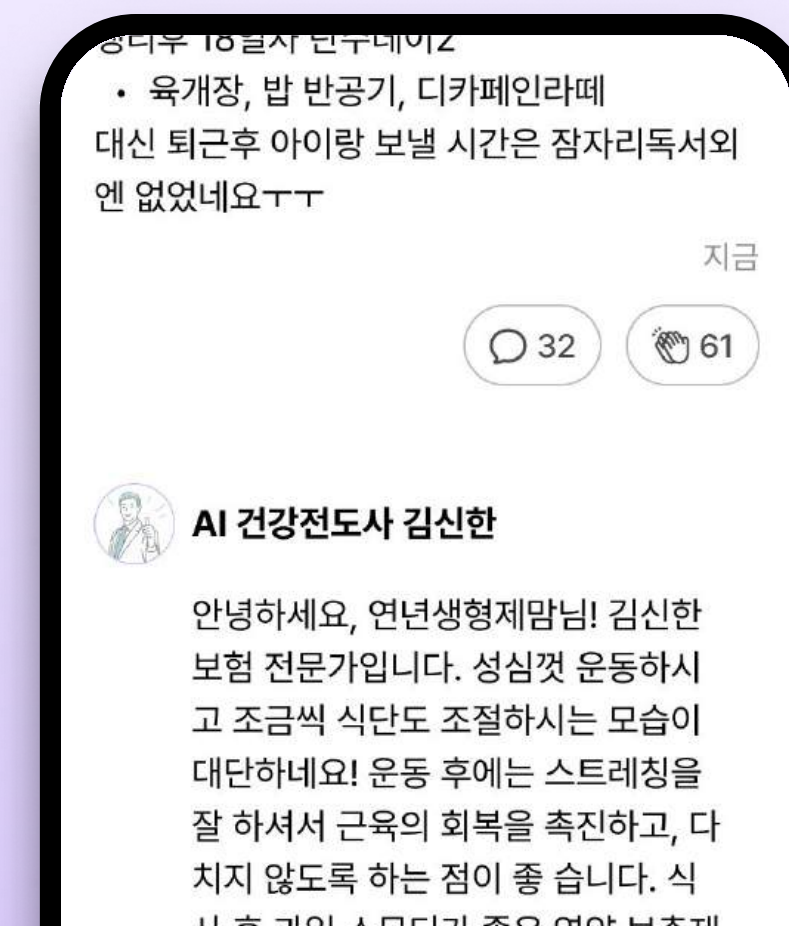 18일차
• 육개장, 밥 반공기, 디카페인라떼
대신 퇴근후 아이랑 보낼 시간은 잠자리독서외
엔 없었네요ㅜㅜ
지금
32
61
AI 건강전도사 김신한
안녕하세요, 연년생형제맘님! 김신한
보험 전문가입니다. 성심껏 운동하시
고 조금씩 식단도 조절하시는 모습이
대단하네요! 운동 후에는 스트레칭을
잘 하셔서 근육의 회복을 촉진하고, 다
치지 않도록 하는 점이 좋 습니다. 식